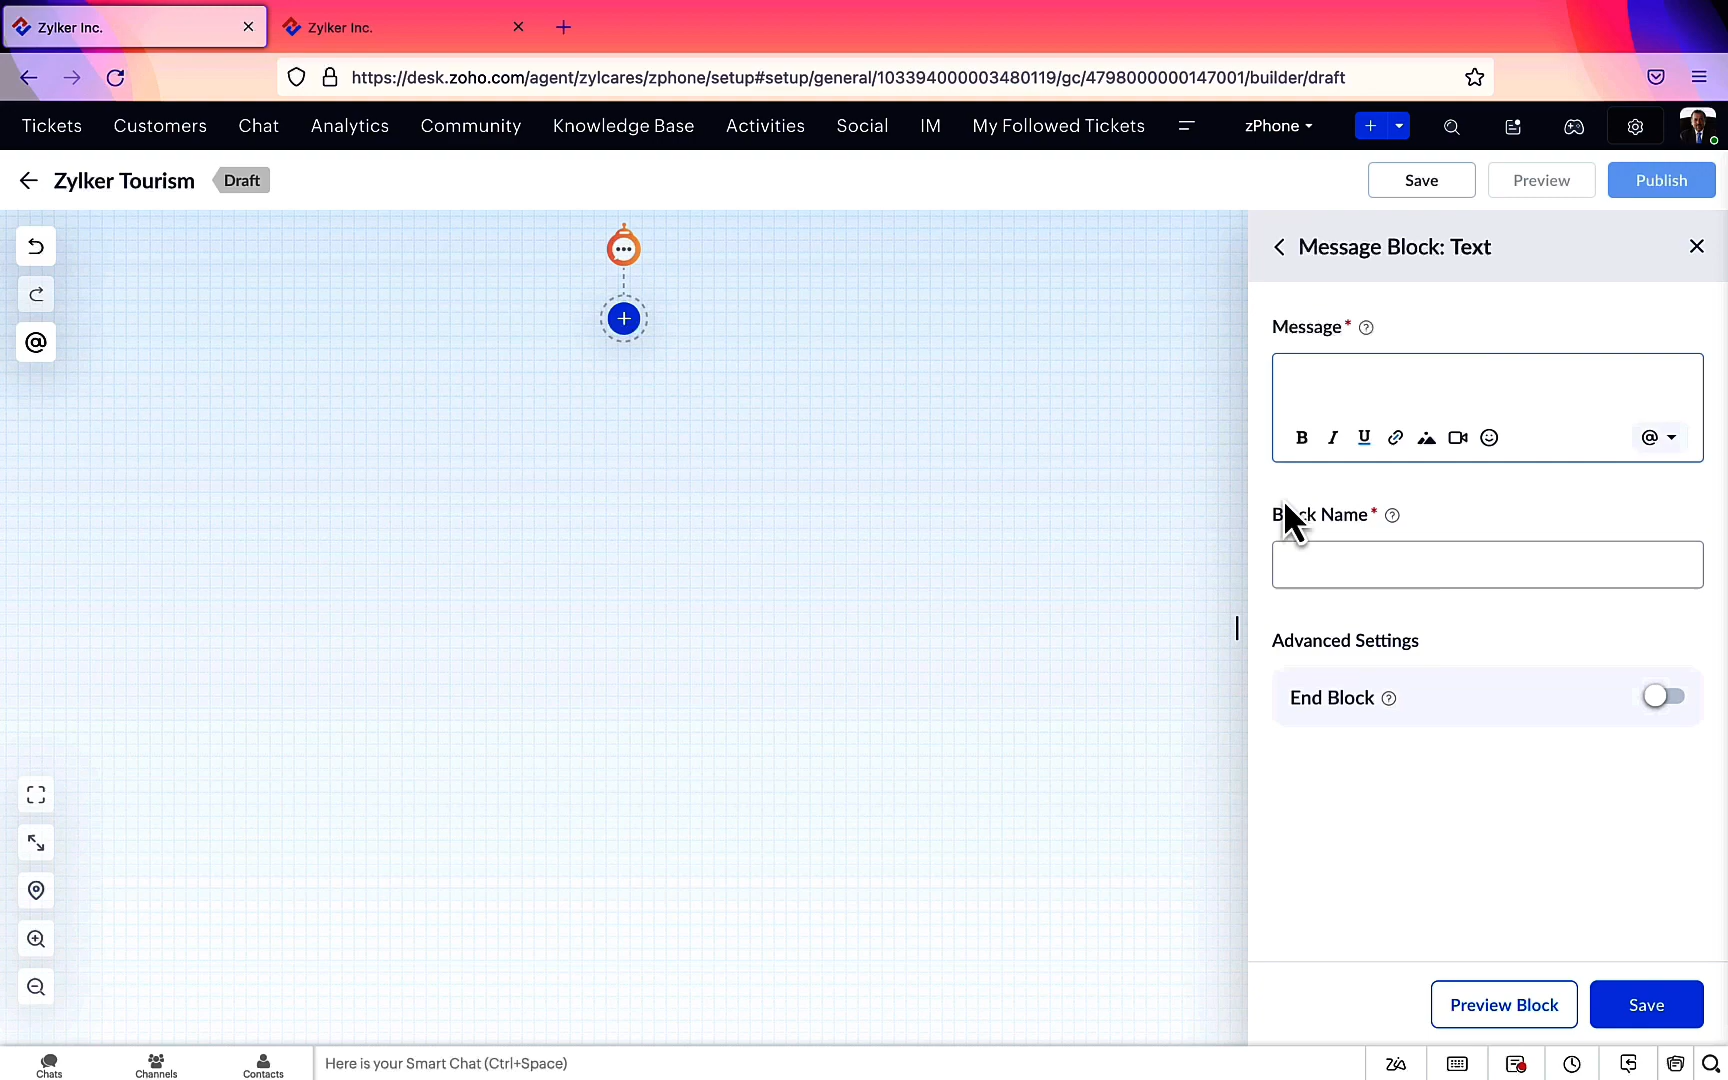 Zylker Inc.
Zylker Inc.
https://desk.zoho.com/agent/zylcares/zphone/setup#setup/general/103394000003480119/gc/4798000000147001/builder/draft
Tickets Customers Chat Analytics Community Knowledge Base Activities Social IM My Followed Tickets zPhone
Zylker Tourism Draft Save Preview Publish
Message Block: Text
Message*
B I U @
Block Name*
Advanced Settings
End Block
Preview Block Save
Chats Channels Contacts Here is your Smart Chat (Ctrl+Space)